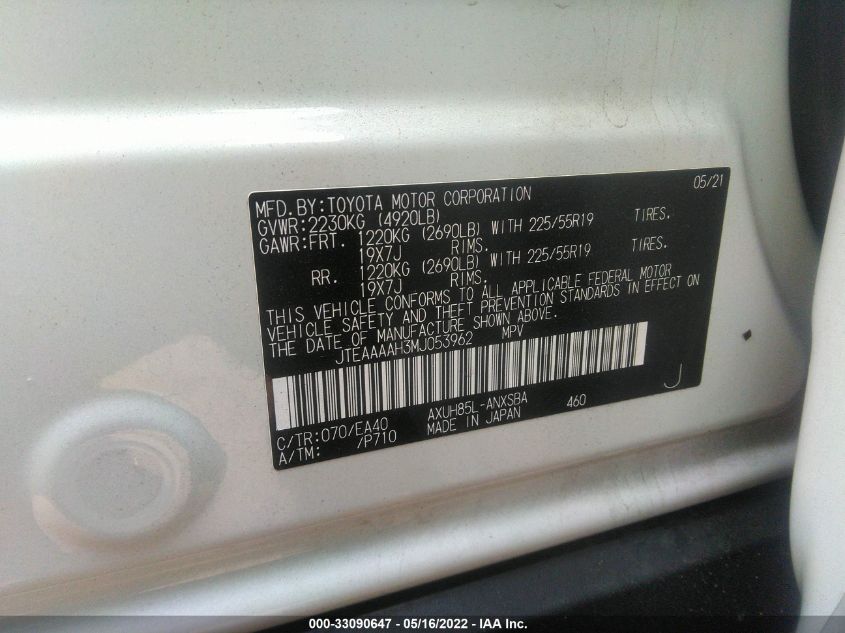 MFD.BY:TOYOTA MOTOR CORPORATION 05/21
GVWR:2230KG (4920LB)
GAWR:FRT. 1220KG (2690LB) WITH 225/55R19 TIRES.
19X7J RIMS.
RR. 1220KG (2690LB) WITH 225/55R19 TIRES.
19X7J RIMS.
THIS VEHICLE CONFORMS TO ALL APPLICABLE FEDERAL MOTOR
VEHICLE SAFETY AND THEFT PREVENTION STANDARDS IN EFFECT ON
THE DATE OF MANUFACTURE SHOWN ABOVE.
JTEAAAAH3MJ053962 MPV
C/TR:070/EA40 AXUH85L-ANXSBA 460 J
A/TM: /P710 MADE IN JAPAN
000-33090647 - 05/16/2022 - IAA Inc.